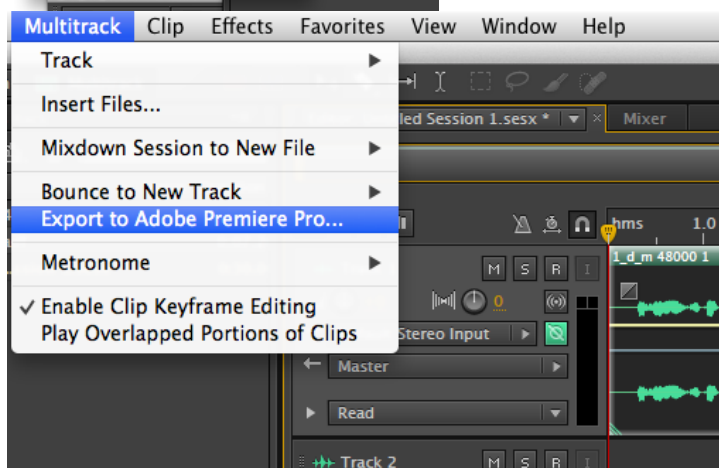 Multitrack Clip Effects Favorites View Window Help
Track
Insert Files...
led Session 1.sesx * Mixer
Mixdown Session to New File
Bounce to New Track
Export to Adobe Premiere Pro...
hms 1.0
Metronome
M S R I
1_d_m 48000 1
0
✓ Enable Clip Keyframe Editing
Play Overlapped Portions of Clips
Stereo Input
Master
Read
Track 2 M S R I